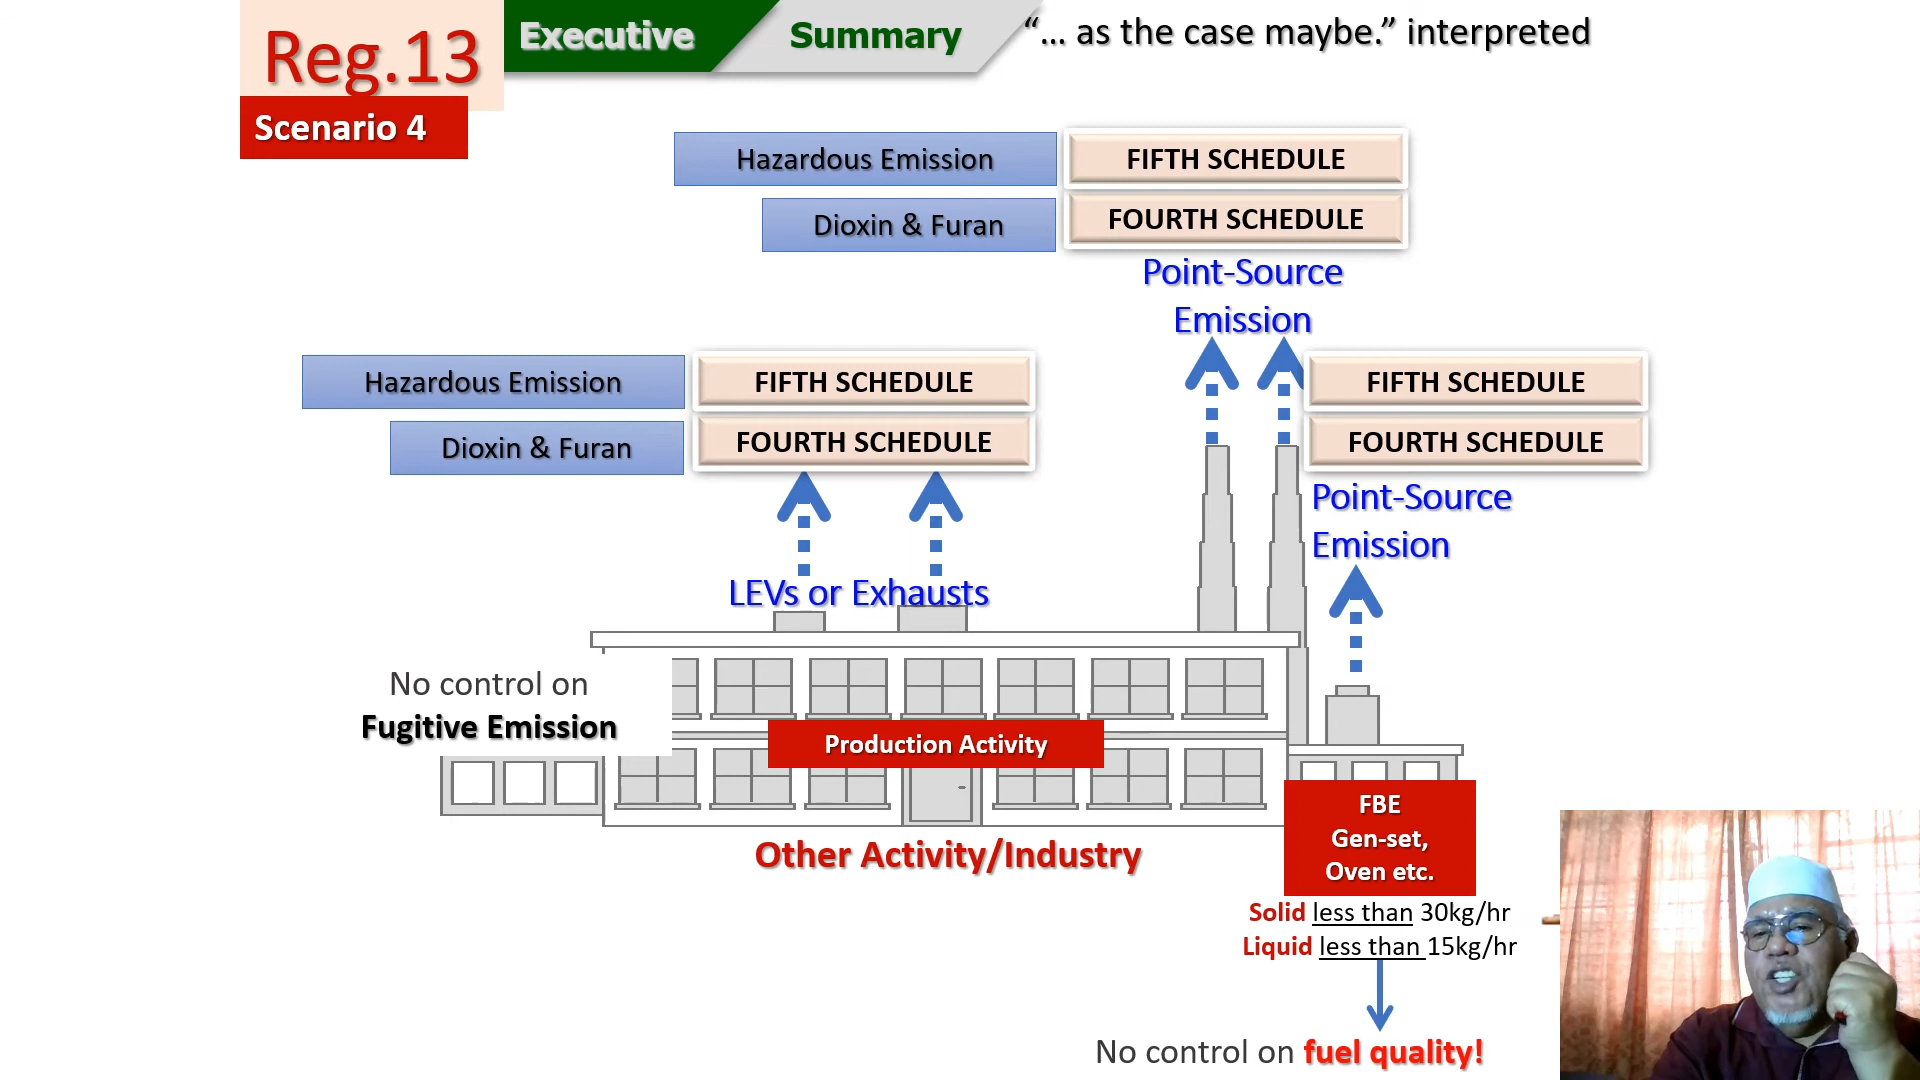 Reg.13
Executive Summary
“... as the case maybe.” interpreted
Scenario 4
Hazardous Emission
FIFTH SCHEDULE
Dioxin & Furan
FOURTH SCHEDULE
Point-Source
Emission
Hazardous Emission
FIFTH SCHEDULE
Dioxin & Furan
FOURTH SCHEDULE
FIFTH SCHEDULE
FOURTH SCHEDULE
Point-Source
Emission
LEVs or Exhausts
No control on
Fugitive Emission
Production Activity
Other Activity/Industry
FBE
Gen-set,
Oven etc.
Solid less than 30kg/hr
Liquid less than 15kg/hr
No control on fuel quality!